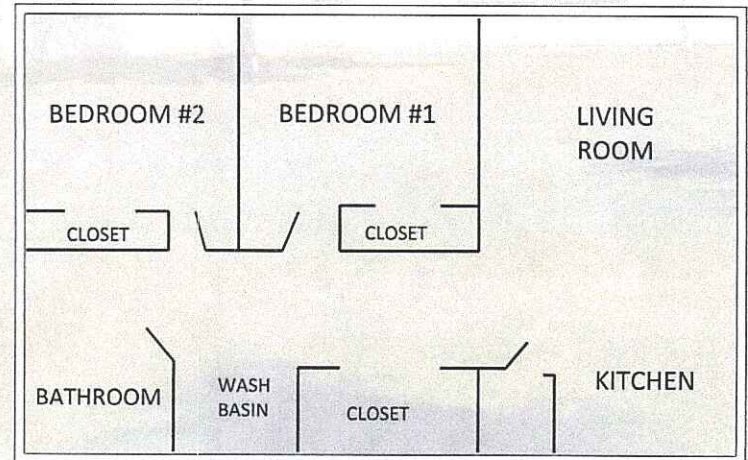 BEDROOM #2
BEDROOM #1
LIVING
ROOM
CLOSET
CLOSET
BATHROOM
WASH
BASIN
CLOSET
KITCHEN